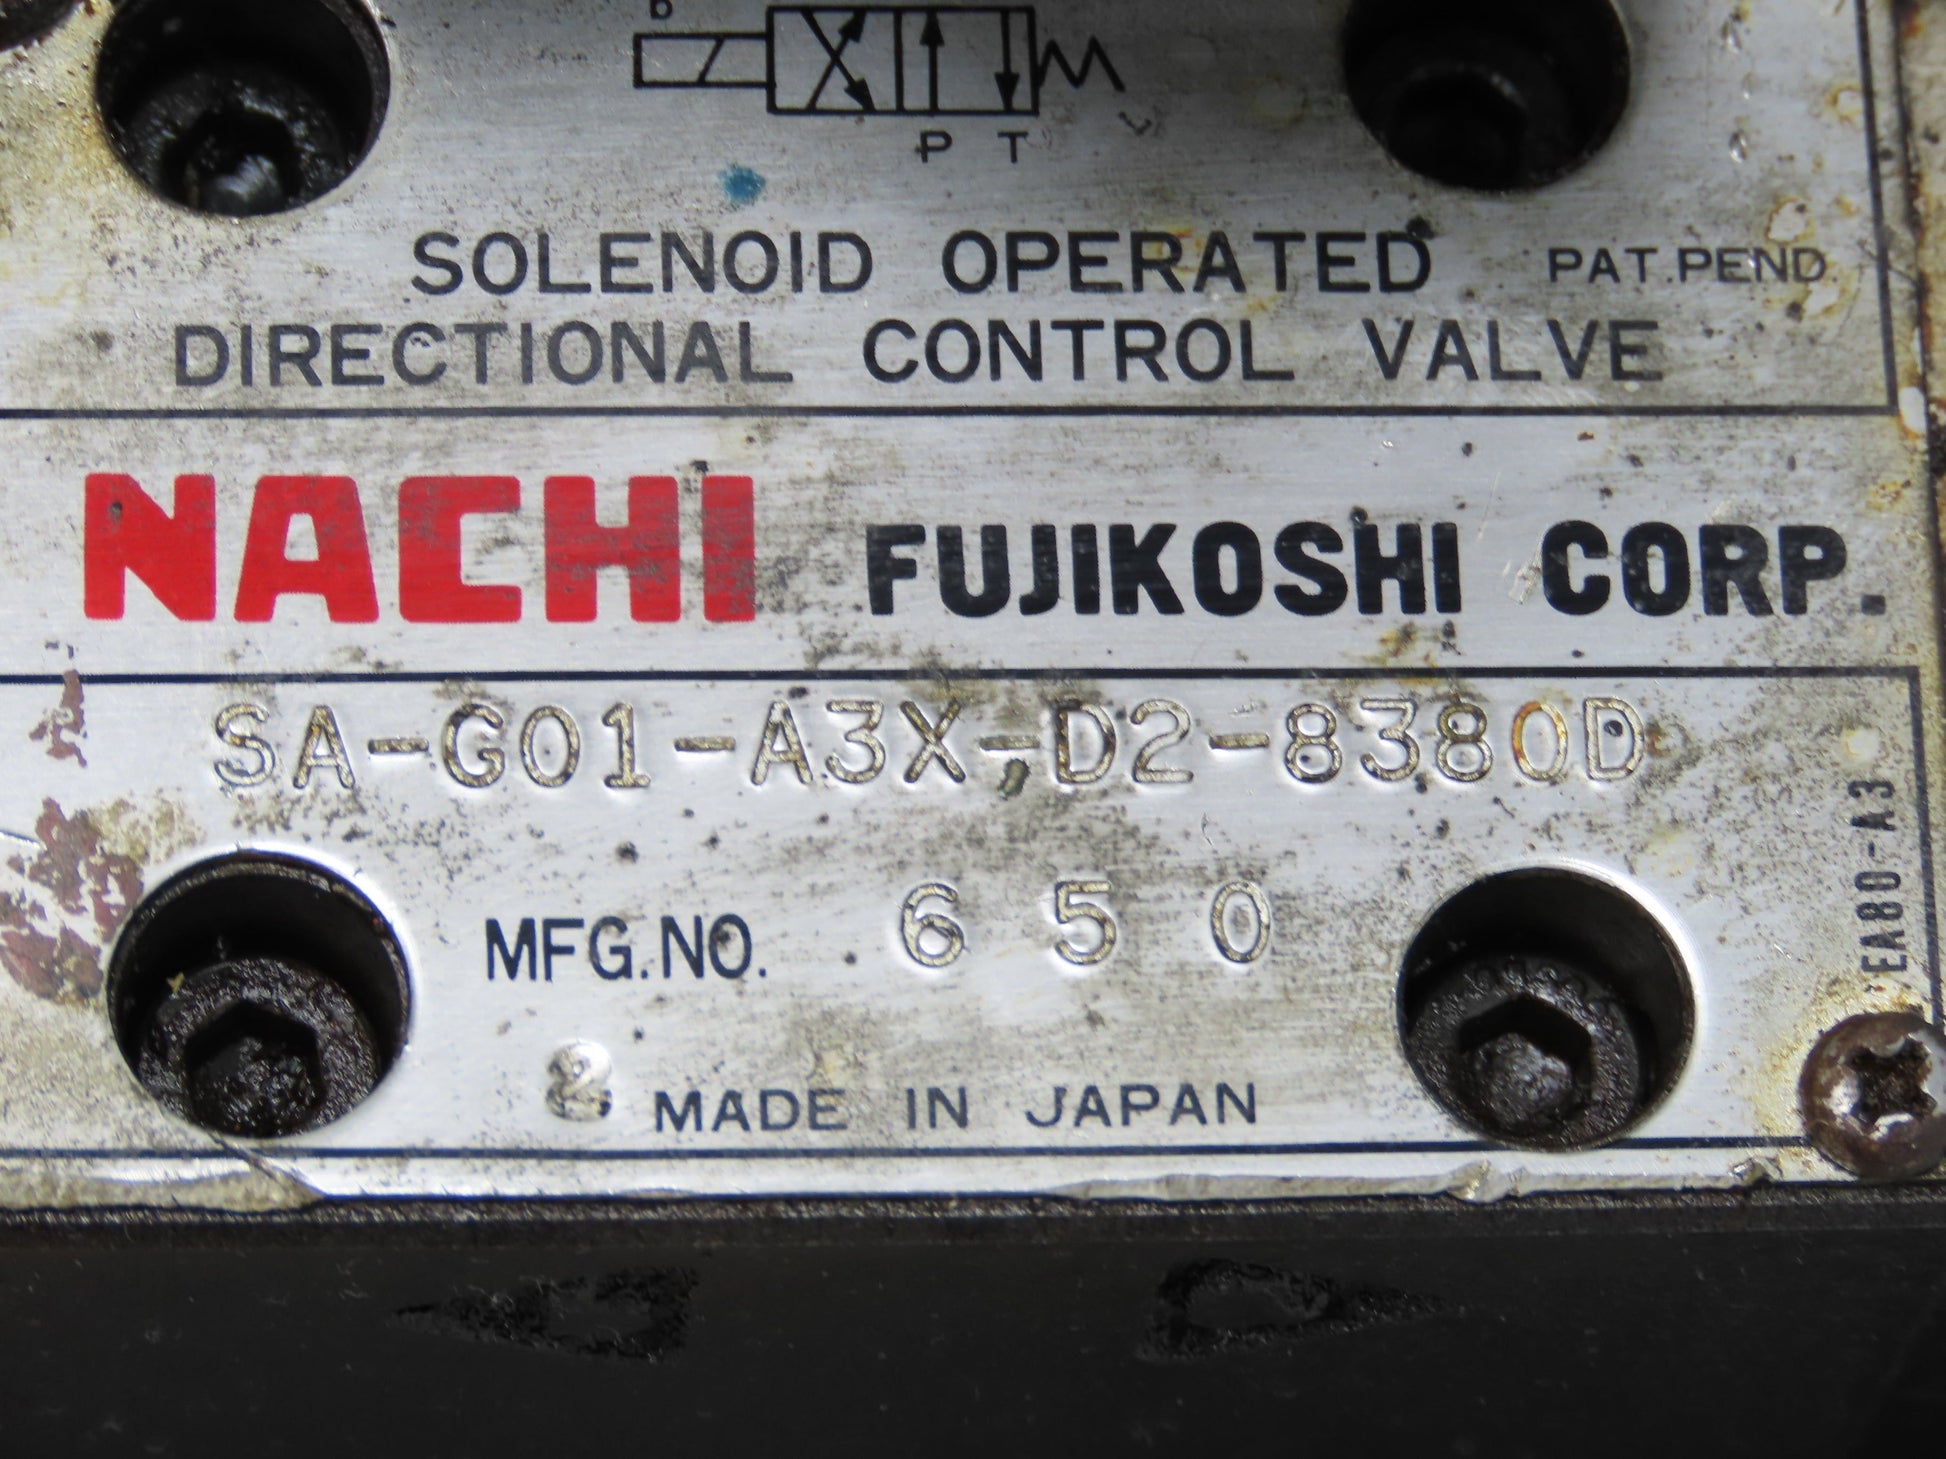 b
P T
SOLENOID OPERATED PAT.PEND.
DIRECTIONAL CONTROL VALVE
NACHI FUJIKOSHI CORP.
SA-G01-A3X-D2-8380D
MFG.NO. 650
2 MADE IN JAPAN
EA80-A3